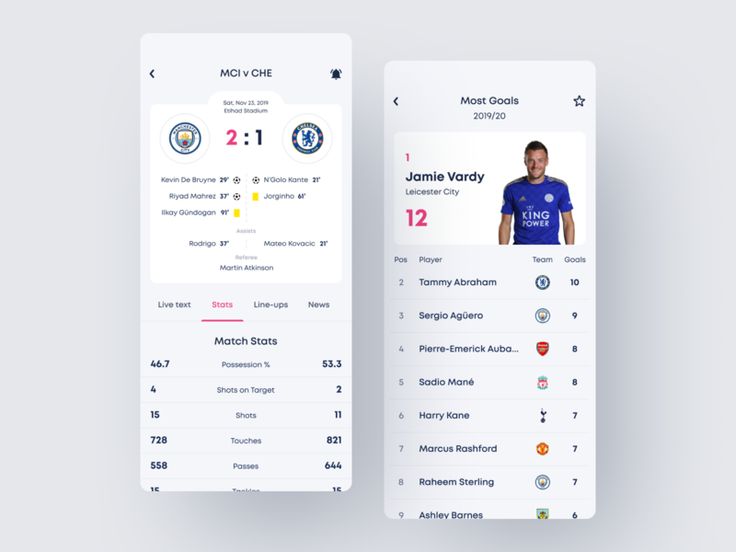 MCI v CHE
Sat, Nov 23, 2019
Etihad Stadium
MANCHESTER
CITY
CHELSEA
2 : 1
Kevin De Bruyne 29' N'Golo Kante 21'
Riyad Mahrez 37' Jorginho 61'
Ilkay Gündogan 91'
Assists
Rodrigo 37' Mateo Kovacic 21'
Referee
Martin Atkinson
Live text Stats Line-ups News
Match Stats
46.7 Possession % 53.3
4 Shots on Target 2
15 Shots 11
728 Touches 821
558 Passes 644
15 Tackles 15
Most Goals
2019/20
1
Jamie Vardy
Leicester City
12
KING
POWER
Pos Player Team Goals
2 Tammy Abraham 10
3 Sergio Agüero 9
4 Pierre-Emerick Auba... 8
5 Sadio Mané 8
6 Harry Kane 7
7 Marcus Rashford 7
8 Raheem Sterling 7
9 Ashley Barnes 6